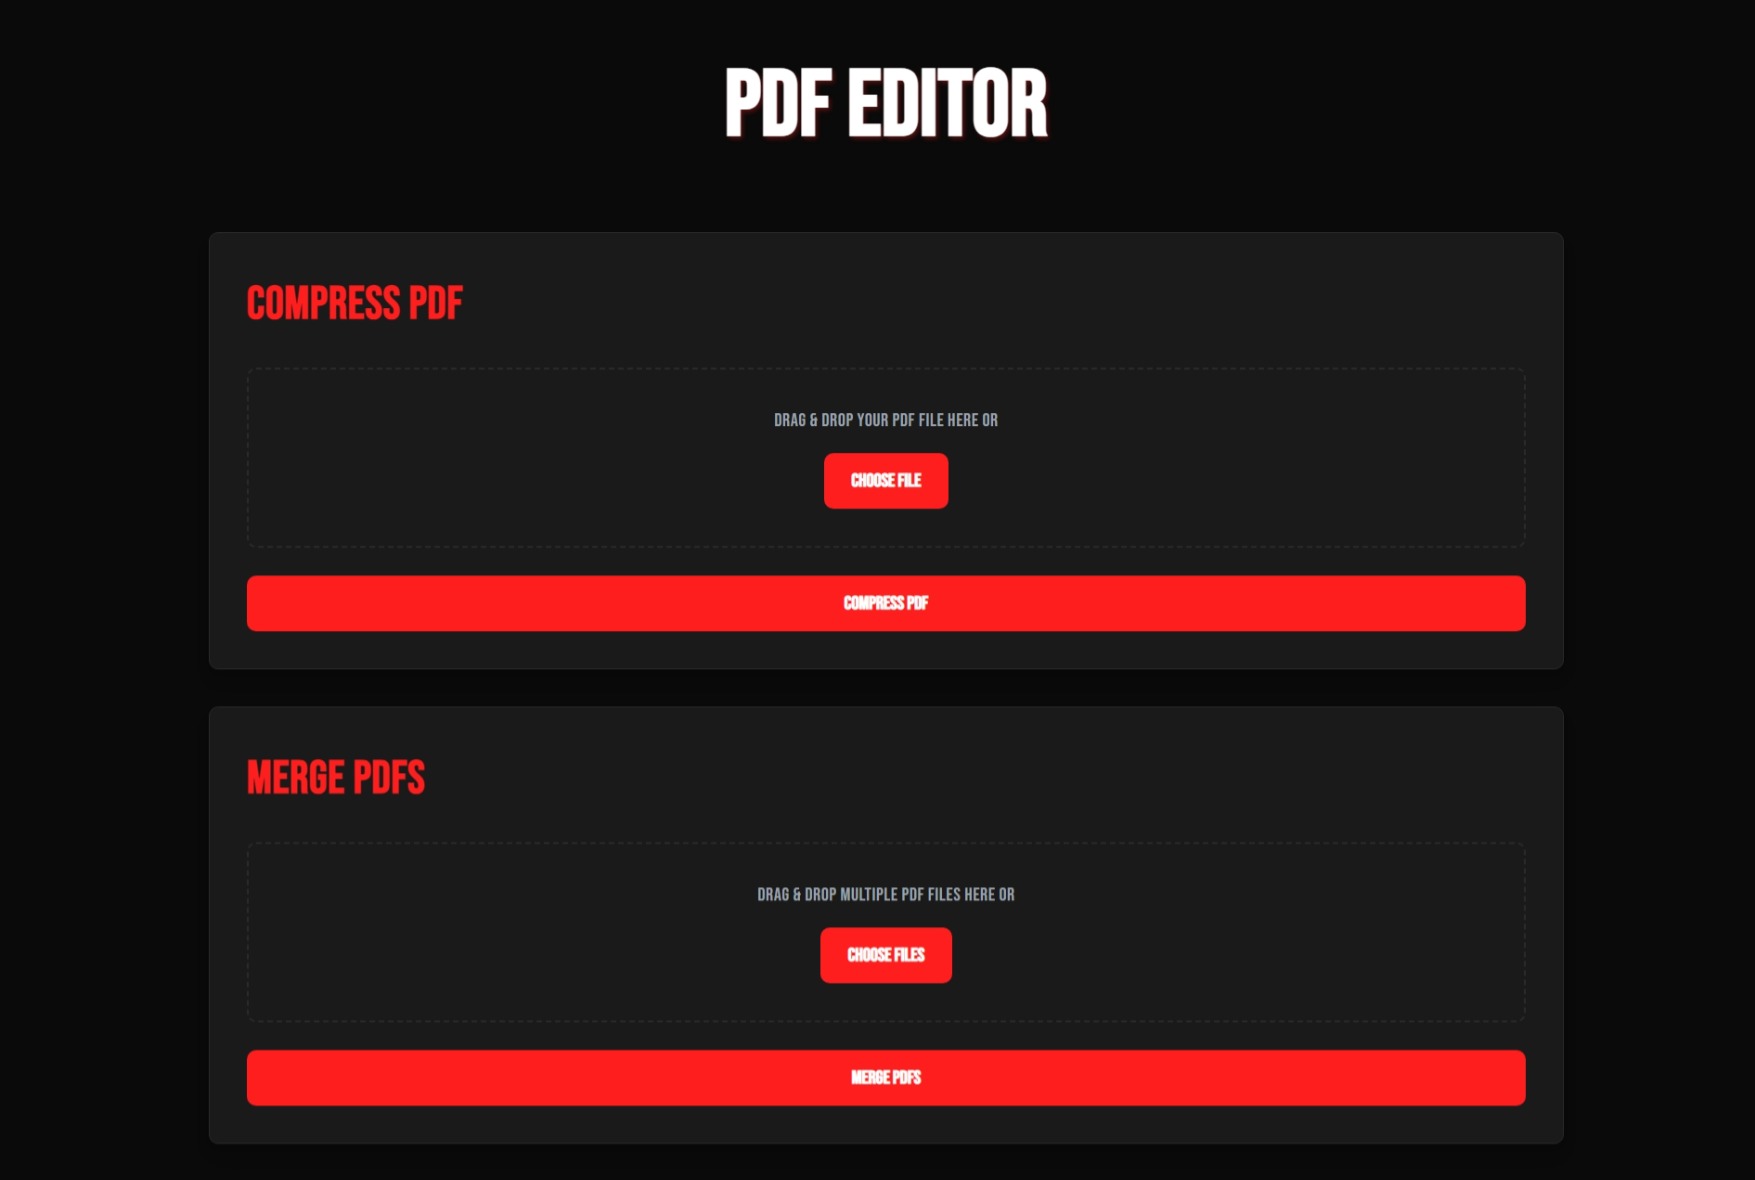 PDF EDITOR
COMPRESS PDF
DRAG & DROP YOUR PDF FILE HERE OR
CHOOSE FILE
COMPRESS PDF
MERGE PDFS
DRAG & DROP MULTIPLE PDF FILES HERE OR
CHOOSE FILES
MERGE PDFS